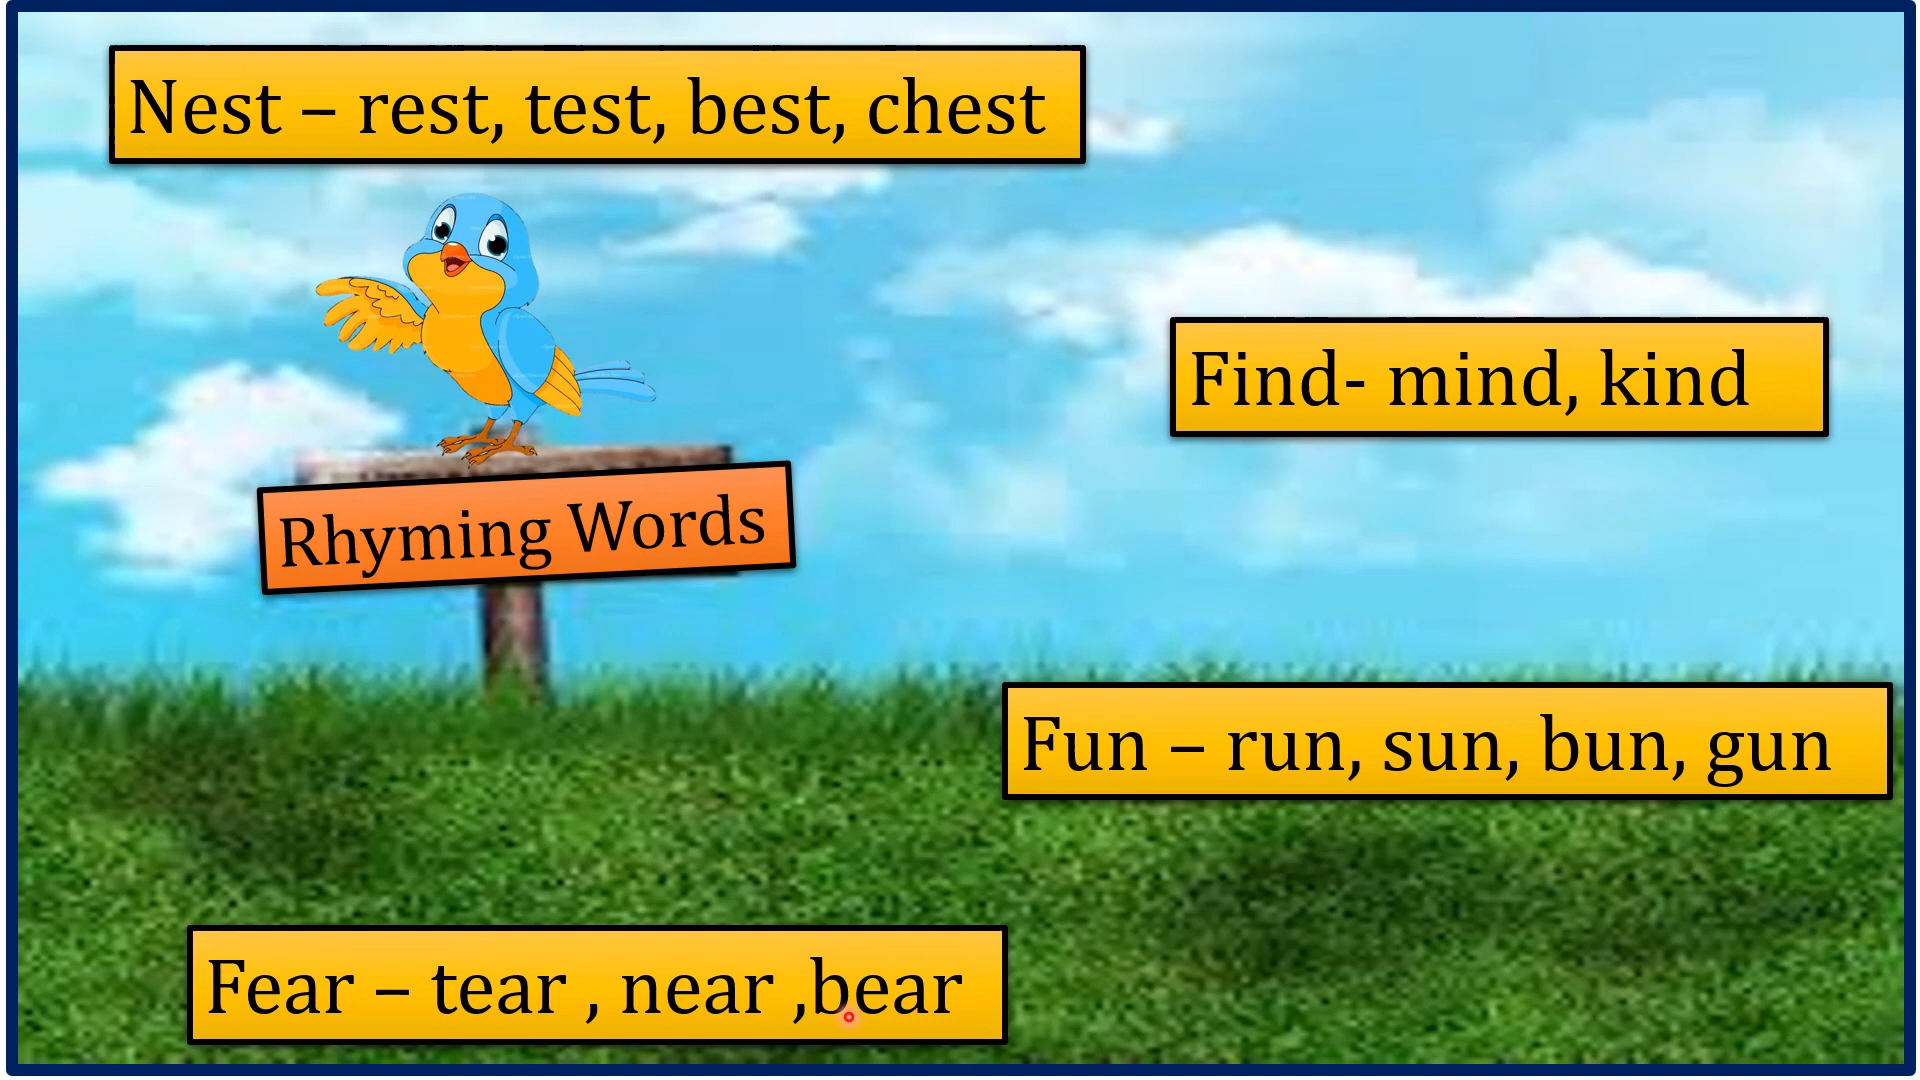 Nest – rest, test, best, chest
Find- mind, kind
Rhyming Words
Fun – run, sun, bun, gun
Fear – tear , near ,bear